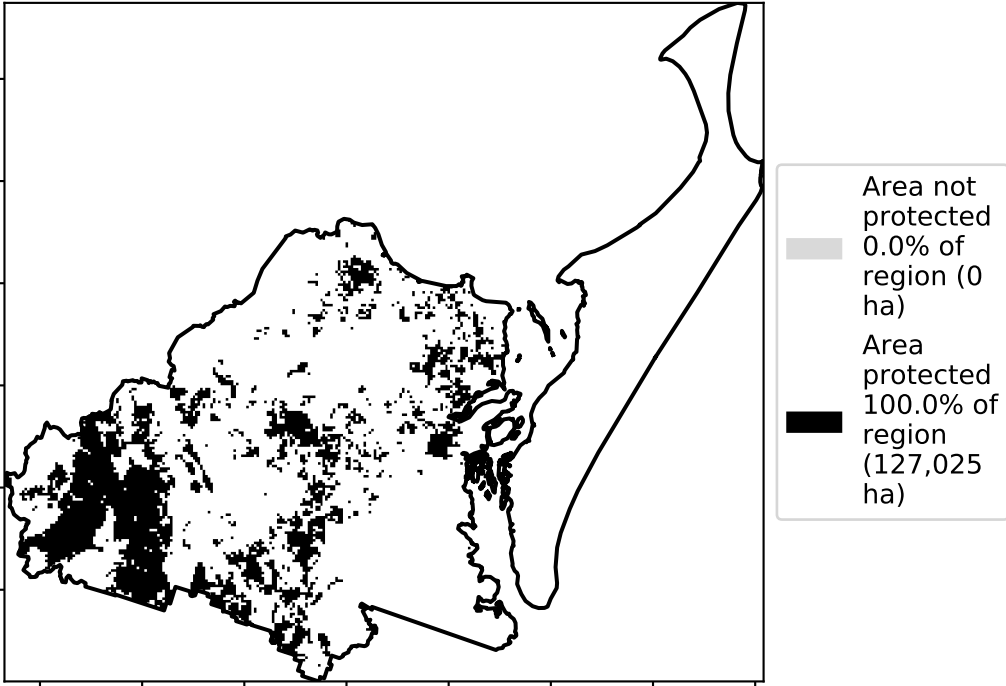 Area not
protected
0.0% of
region (0
ha)
Area
protected
100.0% of
region
(127,025
ha)